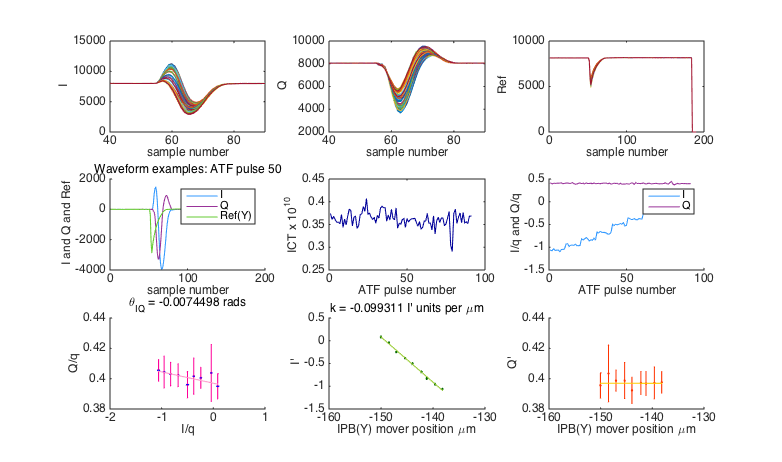 15000
10000
5000
0
I
40
60
80
sample number
10000
8000
6000
4000
2000
Q
40
60
80
sample number
10000
5000
0
Ref
0
100
200
sample number
Waveform examples: ATF pulse 50
2000
0
-2000
-4000
I and Q and Ref
I
Q
Ref(Y)
0
100
200
sample number
0.45
0.4
0.35
0.3
0.25
ICT x 10^10
0
50
100
ATF pulse number
0.5
0
-0.5
-1
-1.5
I/q and Q/q
I
Q
0
50
100
ATF pulse number
θIQ = -0.0074498 rads
0.44
0.42
0.4
0.38
Q/q
-2
-1
0
1
I/q
k = -0.099311 I' units per μm
0.5
0
-0.5
-1
-1.5
I'
-160
-150
-140
-130
IPB(Y) mover position μm
0.44
0.42
0.4
0.38
Q'
-160
-150
-140
-130
IPB(Y) mover position μm